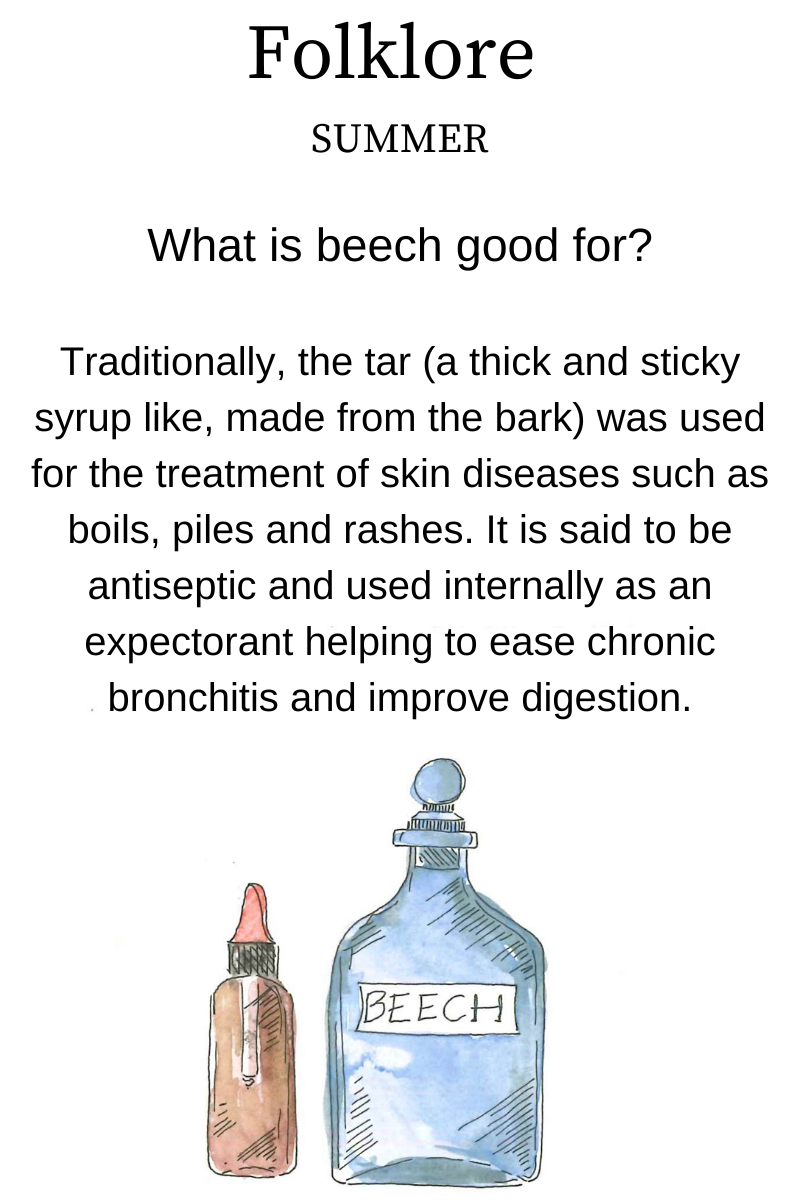 Folklore
SUMMER
What is beech good for?
Traditionally, the tar (a thick and sticky
syrup like, made from the bark) was used
for the treatment of skin diseases such as
boils, piles and rashes. It is said to be
antiseptic and used internally as an
expectorant helping to ease chronic
bronchitis and improve digestion.
BEECH